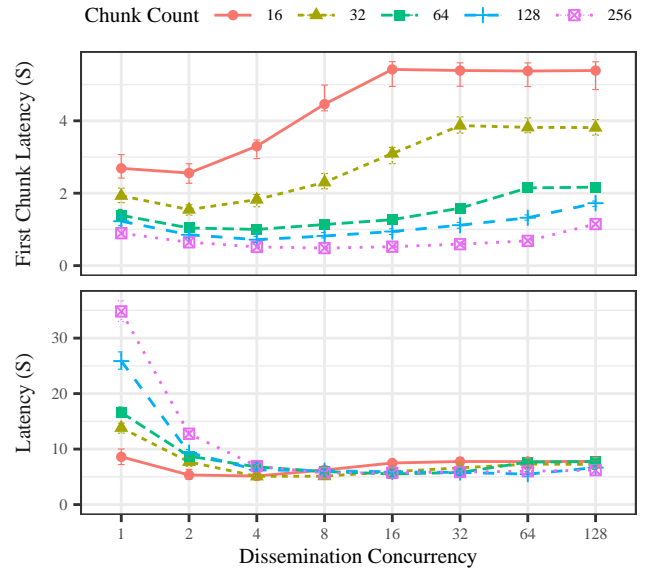 Chunk Count 16 32 64 128 256
First Chunk Latency (S)
4
2
0
Latency (S)
30
20
10
0
1 2 4 8 16 32 64 128
Dissemination Concurrency